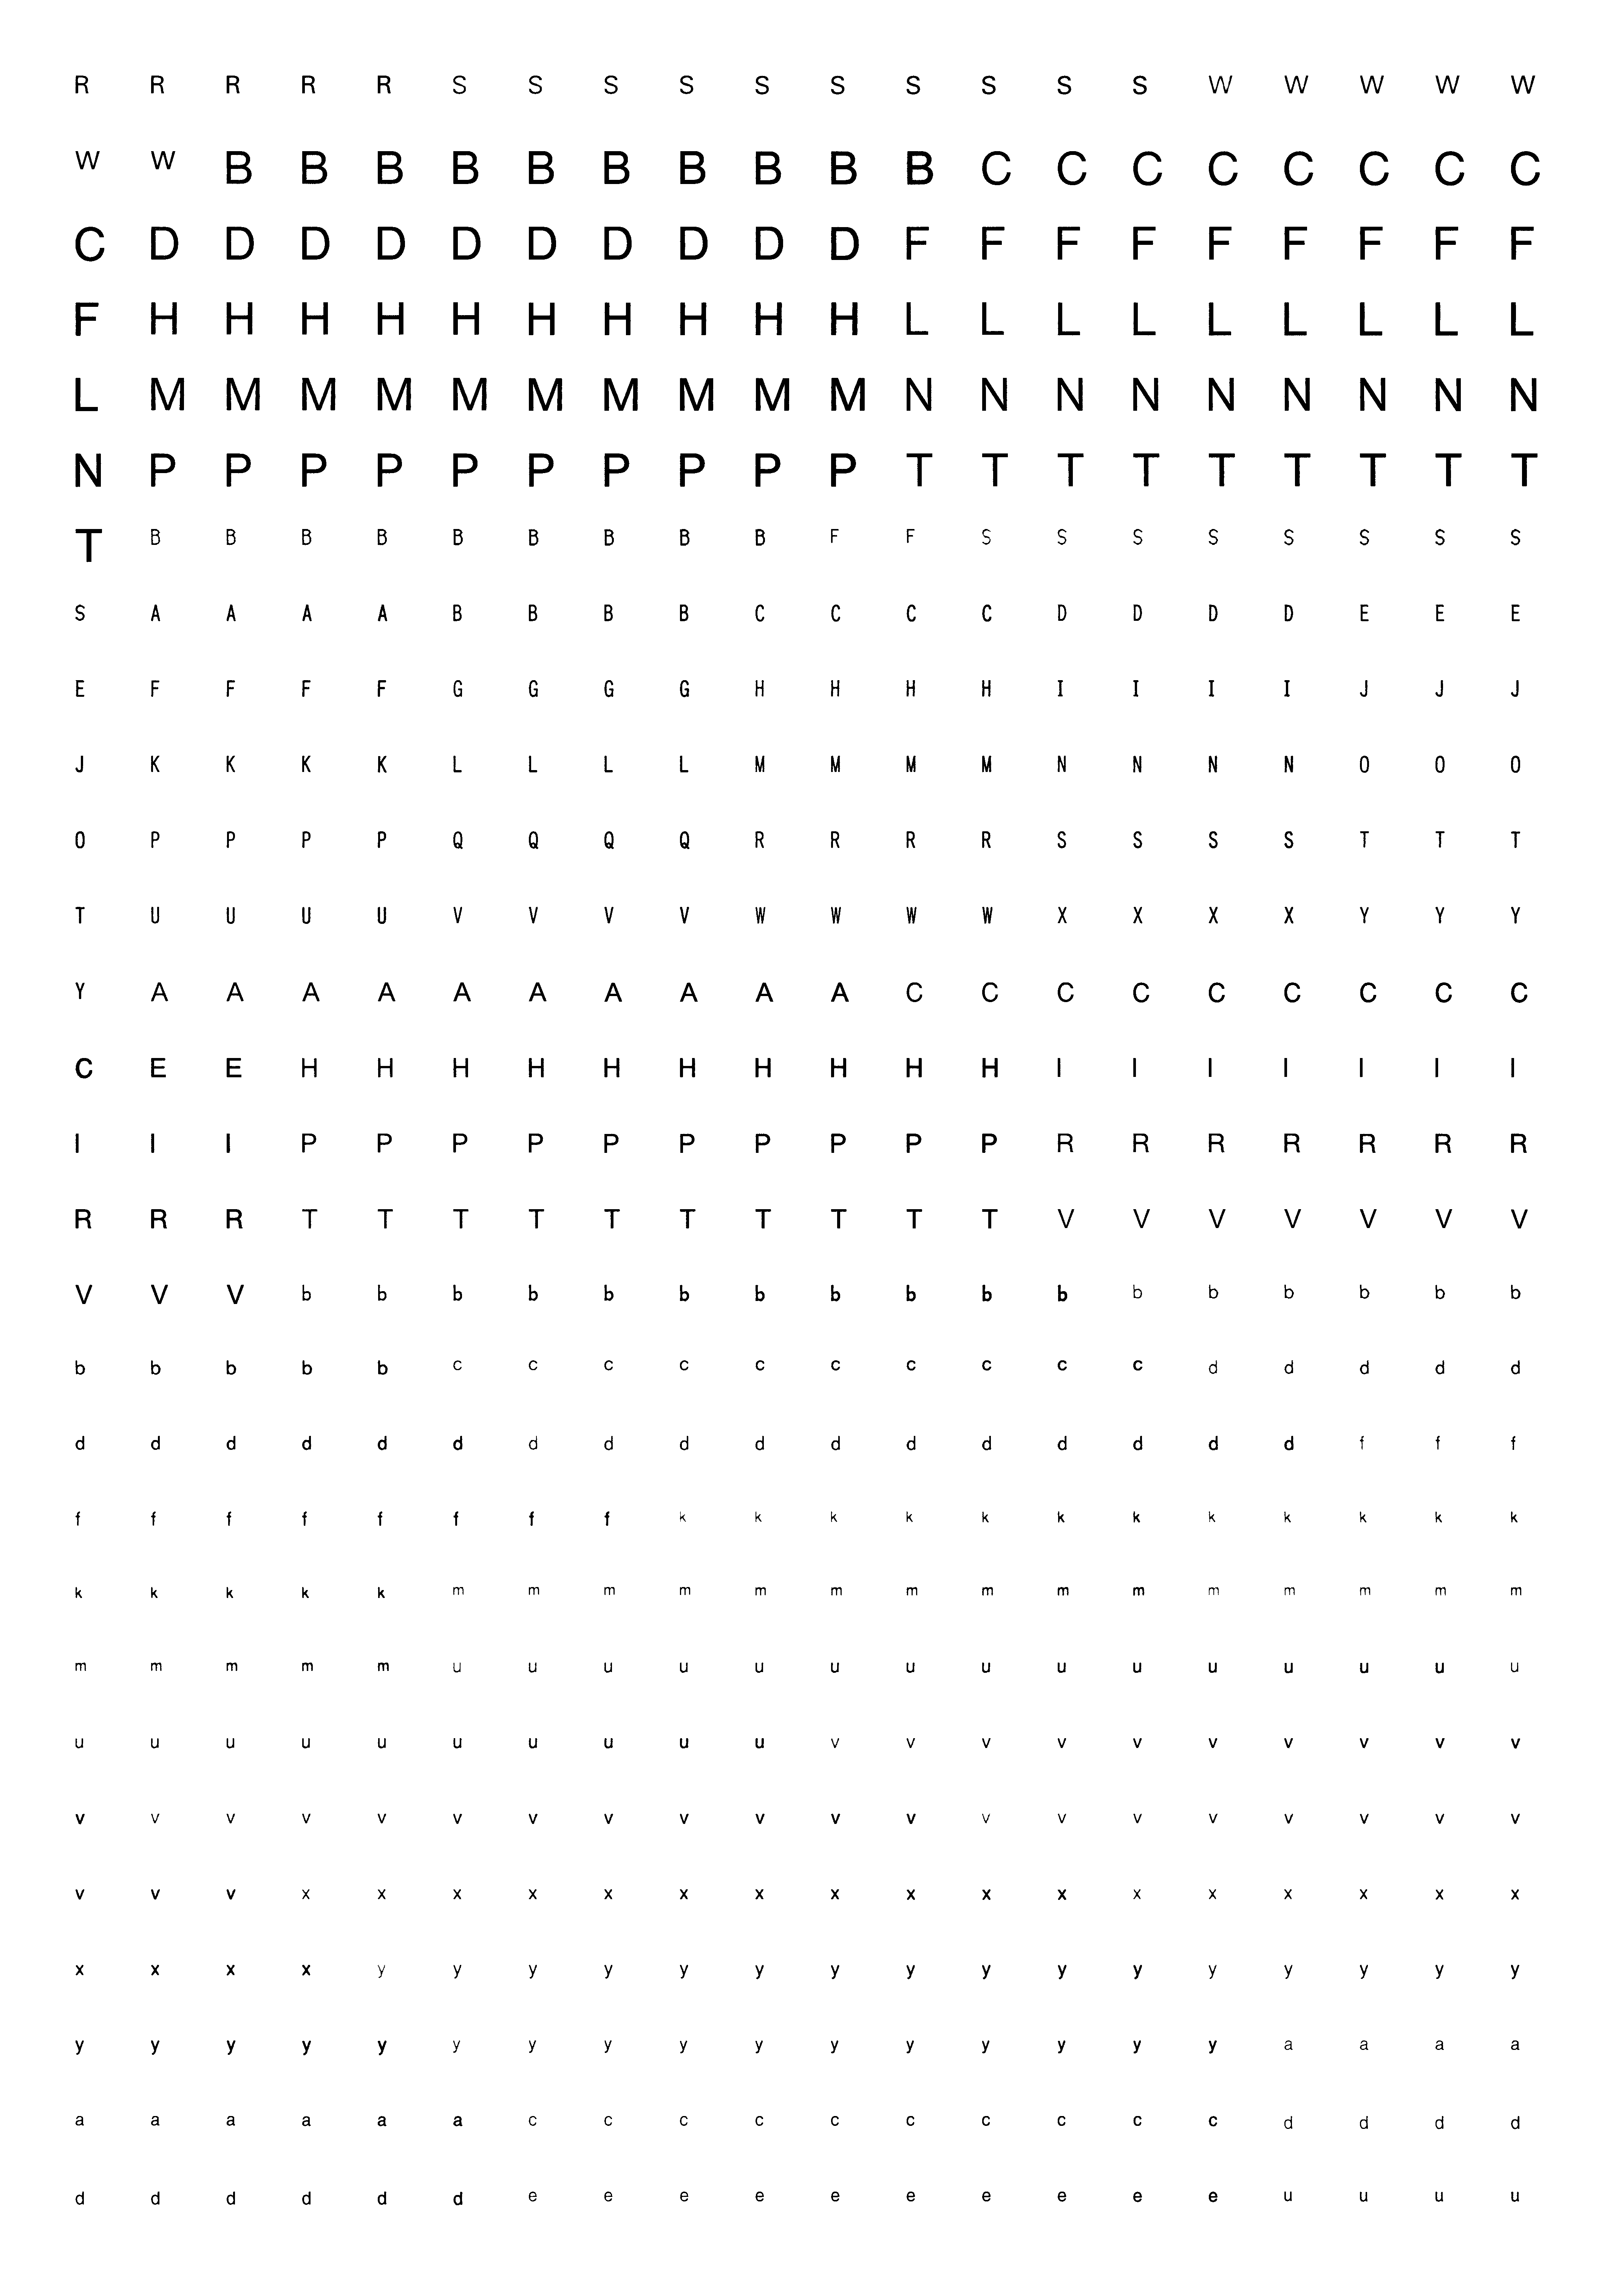 R R R R R S S S S S S S S S S W W W W W
W W B B B B B B B B B B C C C C C C C C
C D D D D D D D D D D F F F F F F F F F
F H H H H H H H H H H L L L L L L L L L
L M M M M M M M M M M N N N N N N N N N
N P P P P P P P P P P T T T T T T T T T
T B B B B B B B B B F F S S S S S S S S
S A A A A B B B B C C C C D D D D E E E
E F F F F G G G G H H H H I I I I J J J
J K K K K L L L L M M M M N N N N O O O
O P P P P Q Q Q Q R R R R S S S S T T T
T U U U U V V V V W W W W X X X X Y Y Y
Y A A A A A A A A A A C C C C C C C C C
C E E H H H H H H H H H H I I I I I I I
I I I P P P P P P P P P P R R R R R R R
R R R T T T T T T T T T T V V V V V V V
V V V b b b b b b b b b b b b b b b b b
b b b b b c c c c c c c c c c d d d d d
d d d d d d d d d d d d d d d d d f f f
f f f f f f f f k k k k k k k k k k k k
k k k k k m m m m m m m m m m m m m m m
m m m m m u u u u u u u u u u u u u u u
u u u u u u u u u u v v v v v v v v v v
v v v v v v v v v v v v v v v v v v v v
v v v x x x x x x x x x x x x x x x x x
x x x x y y y y y y y y y y y y y y y y
y y y y y y y y y y y y y y y y a a a a
a a a a a a c c c c c c c c c c d d d d
d d d d d d e e e e e e e e e e u u u u